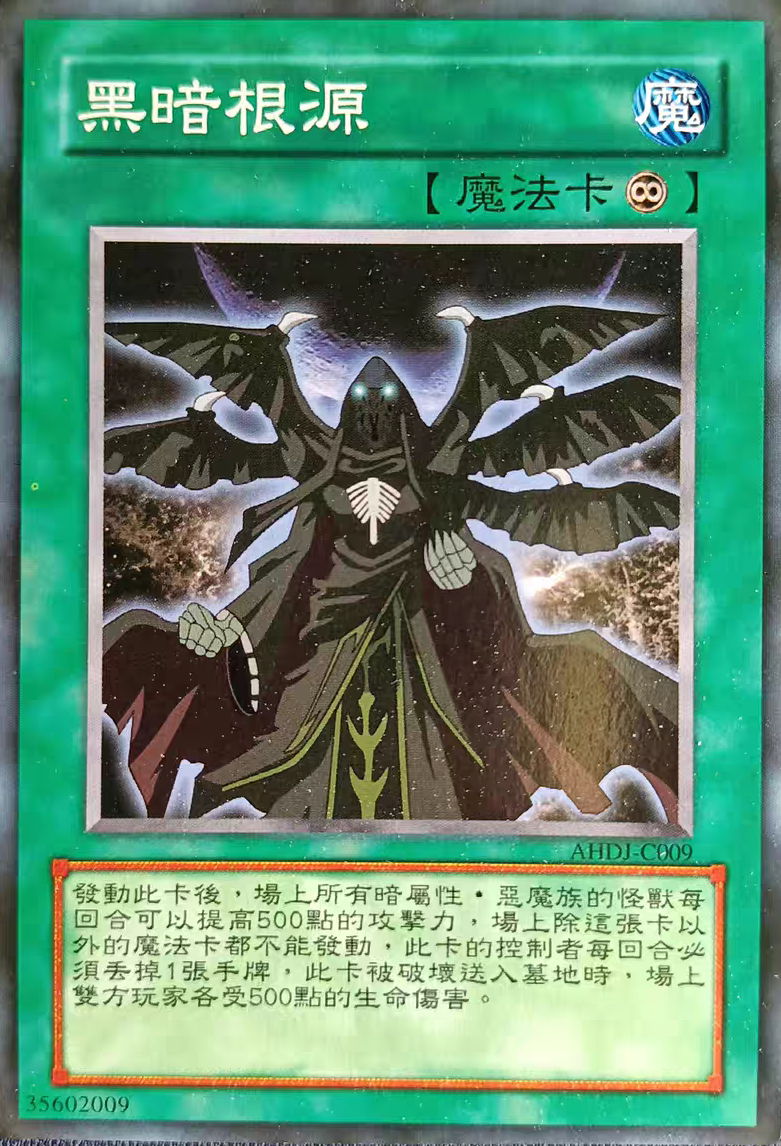 黑暗根源
魔
【魔法卡∞】
AHDJ-C009
發動此卡後，場上所有暗屬性·惡魔族的怪獸每
回合可以提高500點的攻擊力，場上除這張卡以
外的魔法卡都不能發動，此卡的控制者每回合必
須丟掉1張手牌，此卡被破壞送入墓地時，場上
雙方玩家各受500點的生命傷害。
35602009